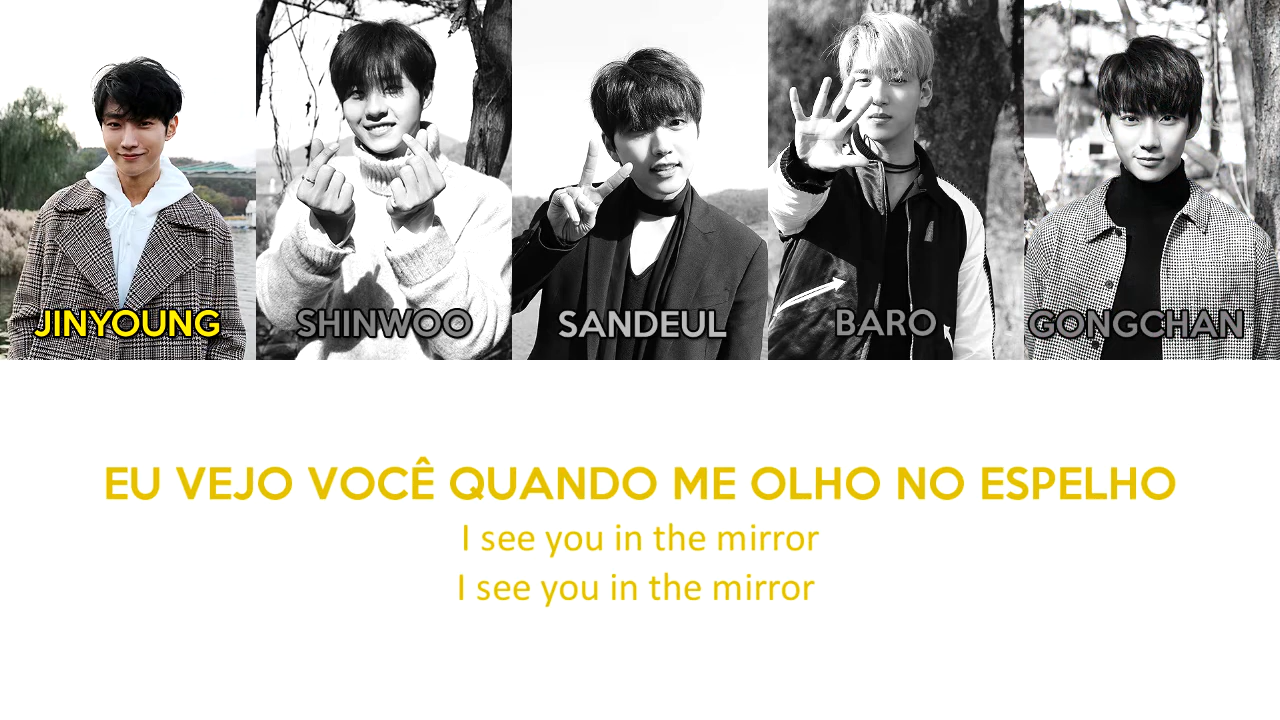 JINYOUNG
SHINWOO
SANDEUL
BARO
GONGCHAN
EU VEJO VOCÊ QUANDO ME OLHO NO ESPELHO
I see you in the mirror
I see you in the mirror